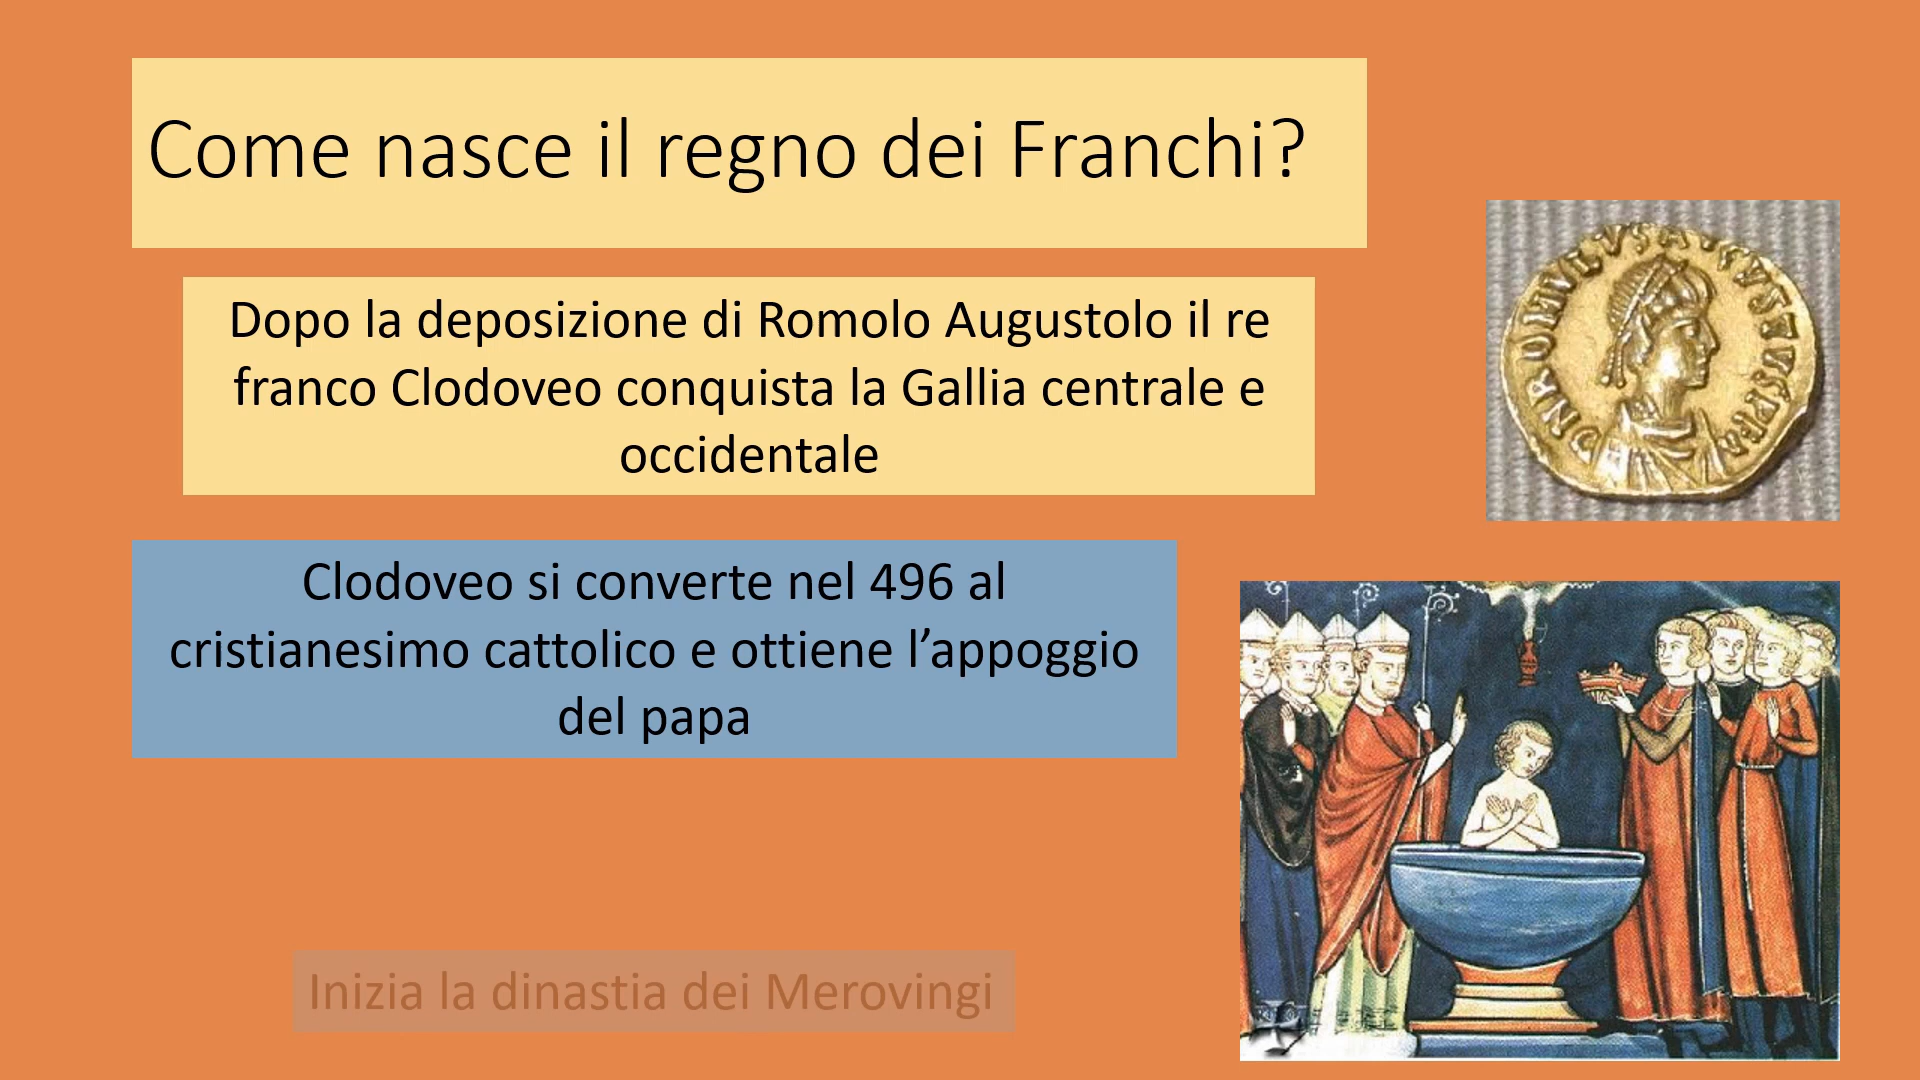 Come nasce il regno dei Franchi?
Dopo la deposizione di Romolo Augustolo il re
franco Clodoveo conquista la Gallia centrale e
occidentale
Clodoveo si converte nel 496 al
cristianesimo cattolico e ottiene l’appoggio
del papa
Inizia la dinastia dei Merovingi